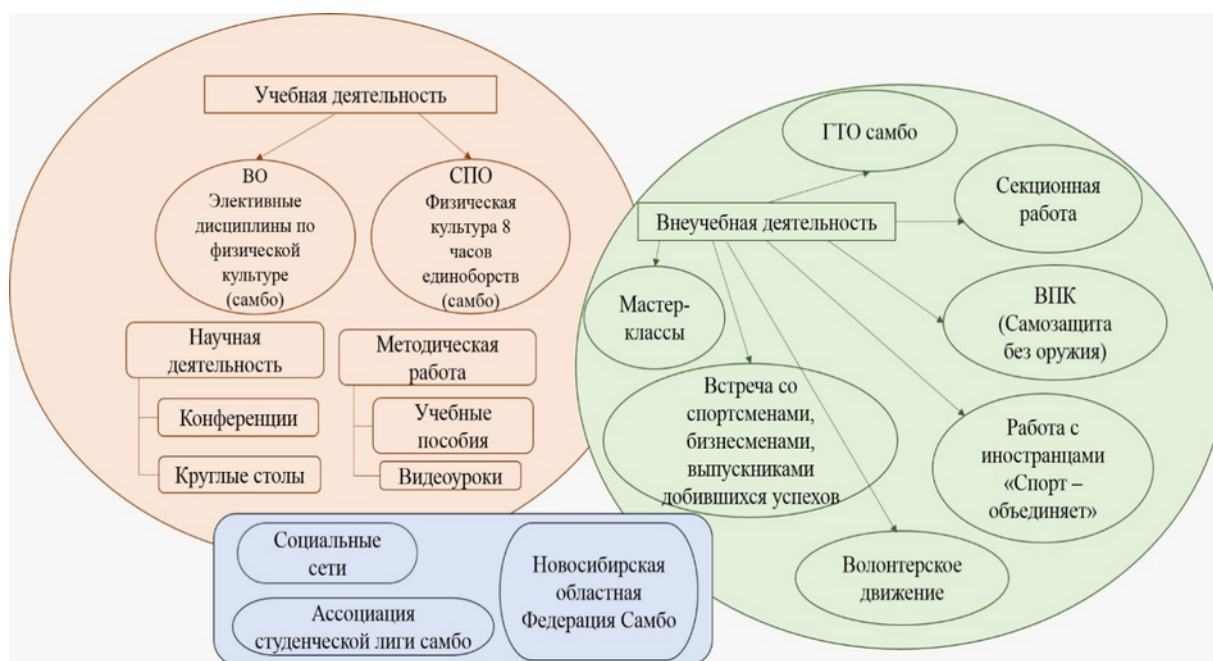 Учебная деятельность
ВО
Элективные
дисциплины по
физической
культуре
(самбо)
СПО
Физическая
культура 8
часов
единоборств
(самбо)
Научная
деятельность
Конференции
Круглые столы
Методическая
работа
Учебные
пособия
Видеоуроки
ГТО самбо
Секционная
работа
Внеучебная деятельность
Мастер-
классы
ВПК
(Самозащита
без оружия)
Встреча со
спортсменами,
бизнесменами,
выпускниками
добившихся успехов
Работа с
иностранцами
«Спорт –
объединяет»
Волонтерское
движение
Социальные
сети
Ассоциация
студенческой лиги самбо
Новосибирская
областная
Федерация Самбо